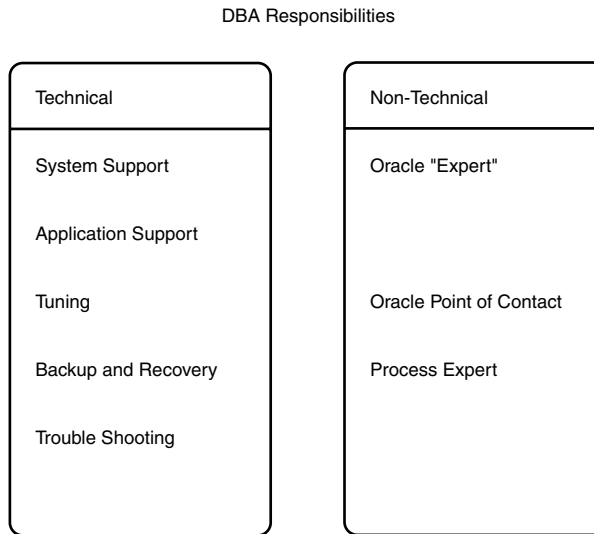 DBA Responsibilities
Technical
System Support
Application Support
Tuning
Backup and Recovery
Trouble Shooting
Non-Technical
Oracle "Expert"
Oracle Point of Contact
Process Expert